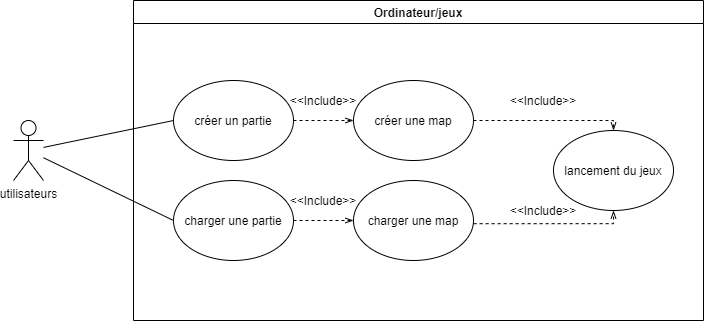 Ordinateur/jeux
créer un partie
<<Include>>
créer une map
<<Include>>
lancement du jeux
utilisateurs
charger une partie
<<Include>>
charger une map
<<Include>>